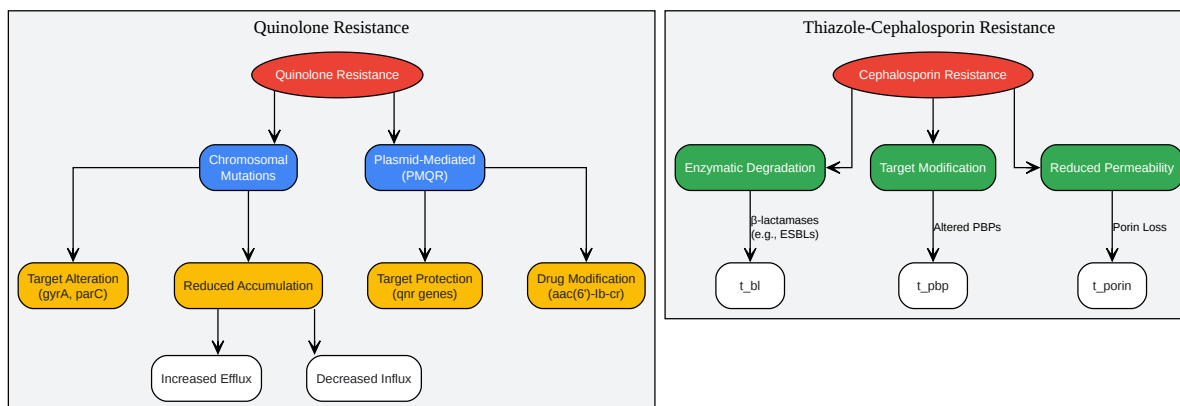 Quinolone Resistance
Quinolone Resistance
Chromosomal
Mutations
Plasmid-Mediated
(PMQR)
Target Alteration
(gyrA, parC)
Reduced Accumulation
Target Protection
(qnr genes)
Drug Modification
(aac(6')-Ib-cr)
Increased Efflux
Decreased Influx
Thiazole-Cephalosporin Resistance
Cephalosporin Resistance
Enzymatic Degradation
Target Modification
Reduced Permeability
β-lactamases
(e.g., ESBLs)
Altered PBPs
Porin Loss
t_bl
t_pbp
t_porin